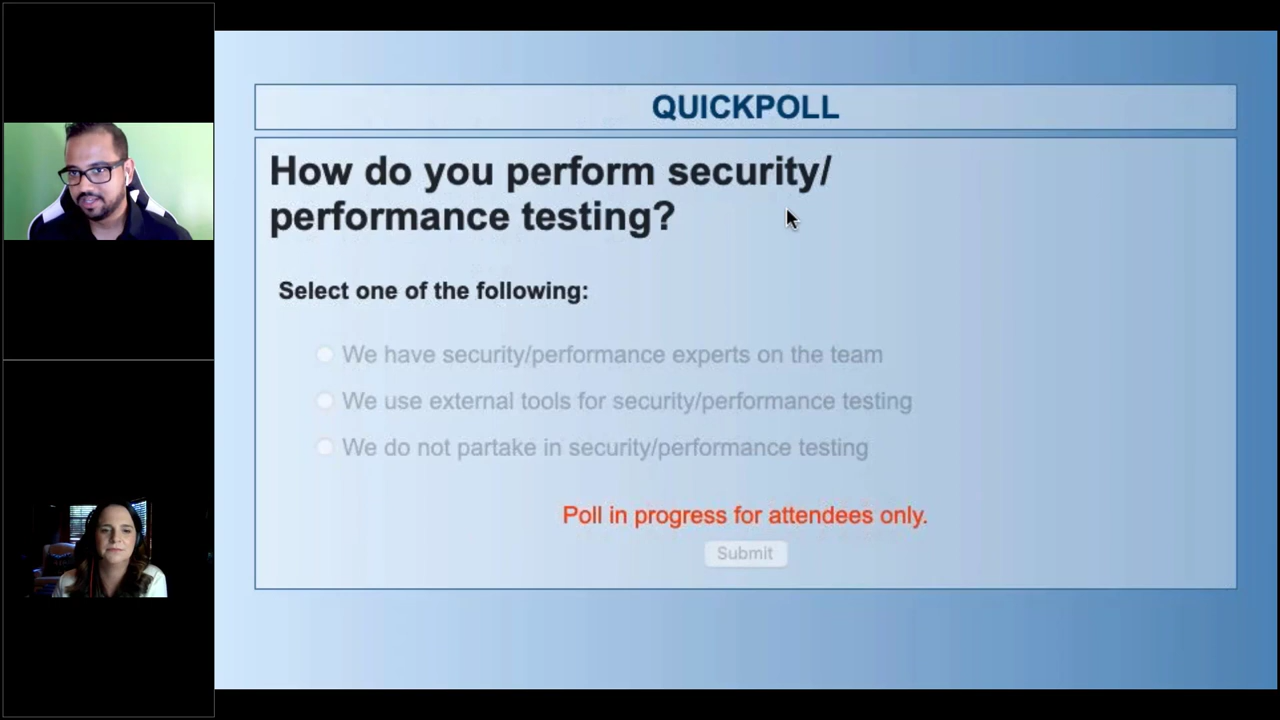 QUICKPOLL
How do you perform security/
performance testing?
Select one of the following:
We have security/performance experts on the team
We use external tools for security/performance testing
We do not partake in security/performance testing
Poll in progress for attendees only.
Submit